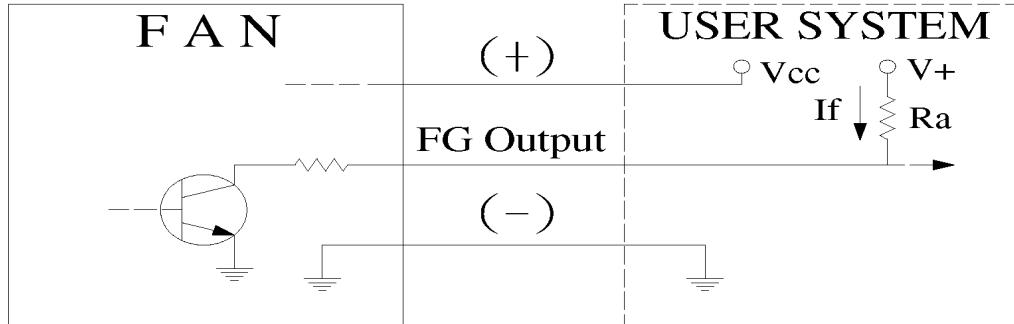 F A N
USER SYSTEM
(+)
Vcc
V+
If
Ra
FG Output
(−)